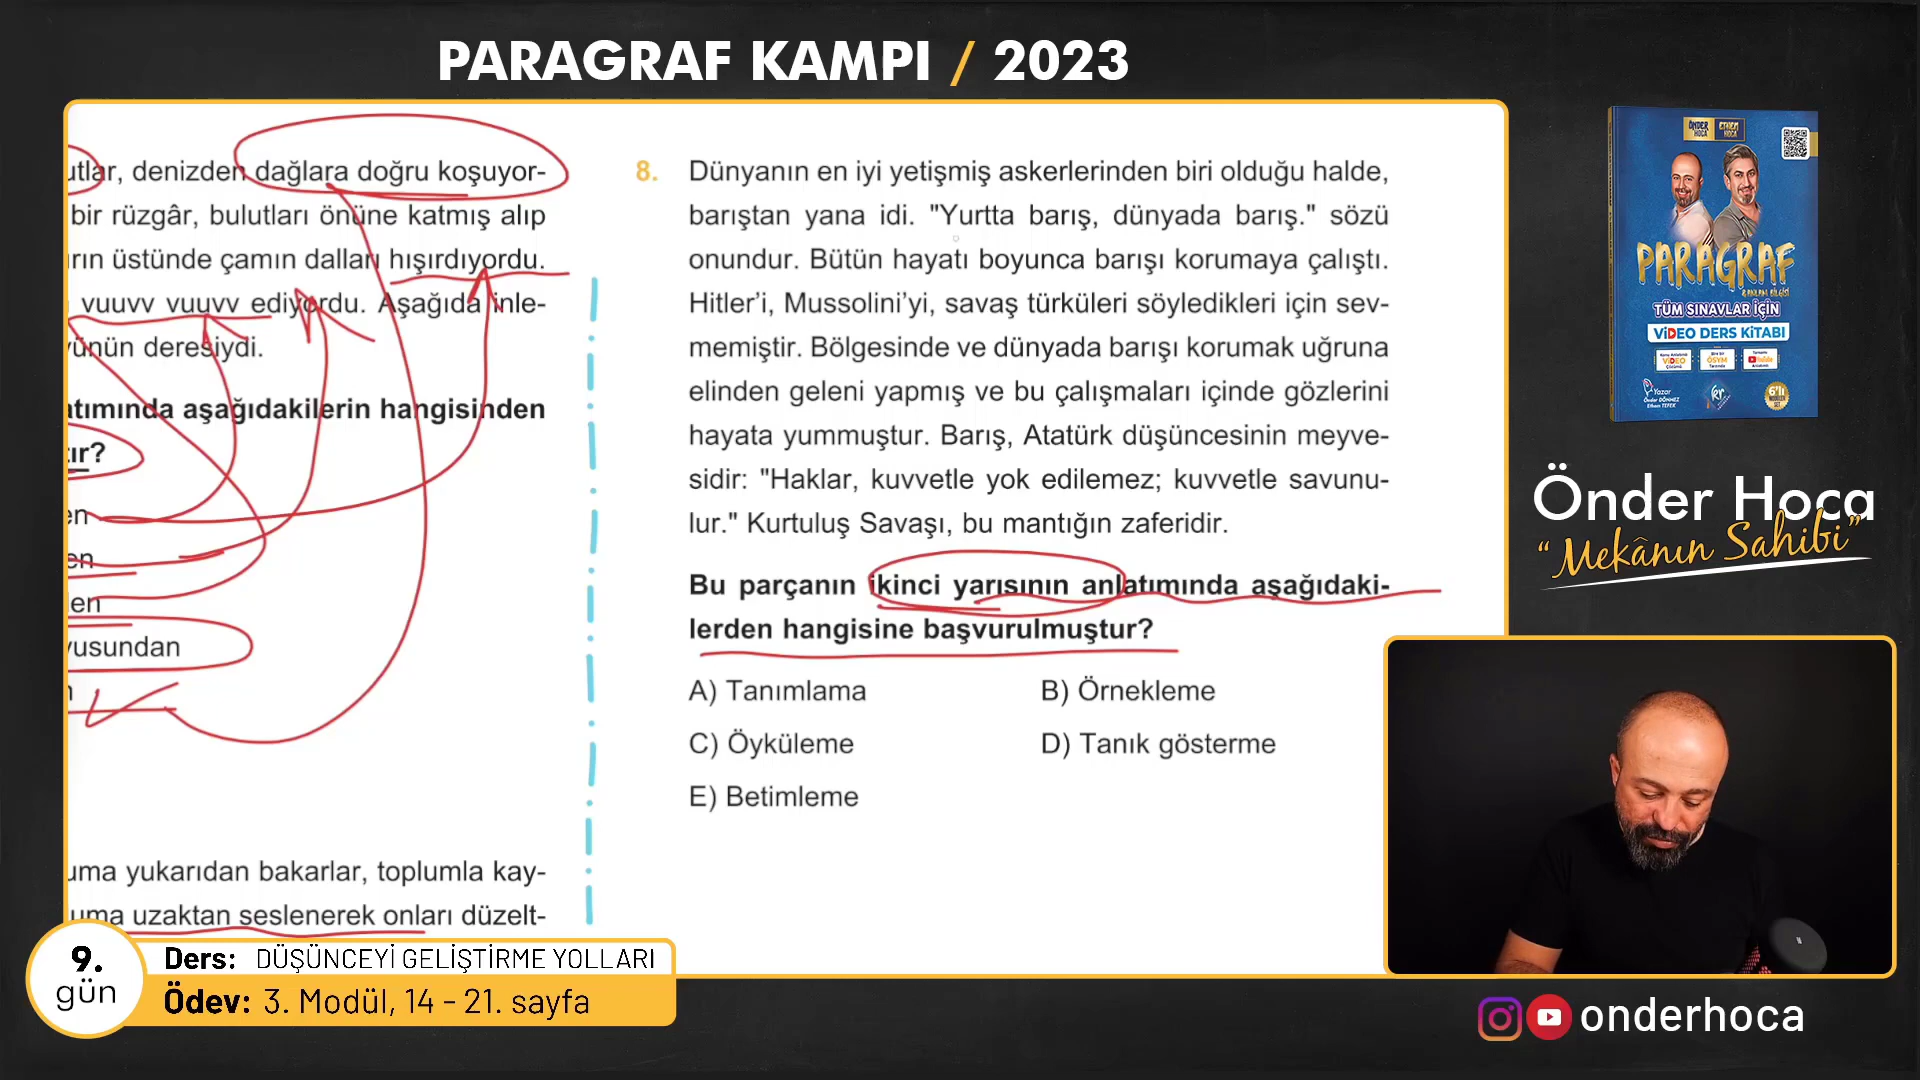 PARAGRAF KAMPI / 2023
utlar, denizden dağlara doğru koşuyor-
bir rüzgâr, bulutları önüne katmış alıp
üstünde çamın dalları hışırdıyordu.
vuuvv vuuvv ediyordu. Aşağıda inle-
deresiydi.
atımında aşağıdakilerin hangisinden
ır?
en
en
len
usundan
uma yukarıdan bakarlar, toplumla kay-
uma uzaktan seslenerek onları düzelt-
8. Dünyanın en iyi yetişmiş askerlerinden biri olduğu halde,
barıştan yana idi. "Yurtta barış, dünyada barış." sözü
onundur. Bütün hayatı boyunca barışı korumaya çalıştı.
Hitler'i, Mussolini'yi, savaş türküleri söyledikleri için sev-
memiştir. Bölgesinde ve dünyada barışı korumak uğruna
elinden geleni yapmış ve bu çalışmaları içinde gözlerini
hayata yummuştur. Barış, Atatürk düşüncesinin meyve-
sidir: "Haklar, kuvvetle yok edilemez; kuvvetle savunu-
lur." Kurtuluş Savaşı, bu mantığın zaferidir.
Bu parçanın ikinci yarısının anlatımında aşağıdaki-
lerden hangisine başvurulmuştur?
A) Tanımlama
B) Örnekleme
C) Öyküleme
D) Tanık gösterme
E) Betimleme
ÖNDER HOCA
ETHEM HOCA
PARAGRAF
TÜM SINAVLAR İÇİN
VİDEO DERS KİTABI
Önder Hoca
"Mekânın Sahibi"
9.
gün
Ders: DÜŞÜNCEYİ GELİŞTİRME YOLLARI
Ödev: 3. Modül, 14 - 21. sayfa
onderhoca